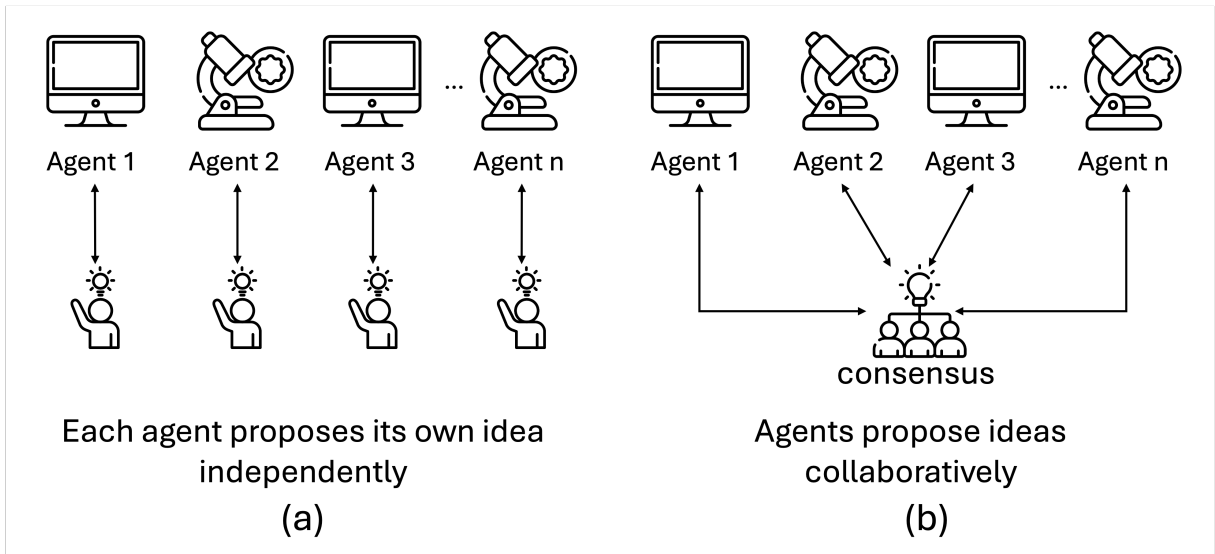 Agent 1
Agent 2
Agent 3
...
Agent n
Each agent proposes its own idea
independently
(a)
Agent 1
Agent 2
Agent 3
...
Agent n
consensus
Agents propose ideas
collaboratively
(b)